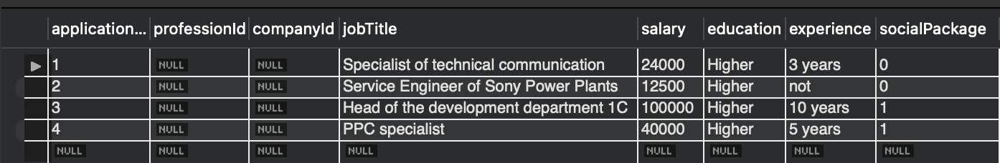 application... professionId companyId jobTitle salary education experience socialPackage
1 NULL NULL Specialist of technical communication 24000 Higher 3 years 0
2 NULL NULL Service Engineer of Sony Power Plants 12500 Higher not 0
3 NULL NULL Head of the development department 1C 100000 Higher 10 years 1
4 NULL NULL PPC specialist 40000 Higher 5 years 1
NULL NULL NULL NULL NULL NULL NULL NULL